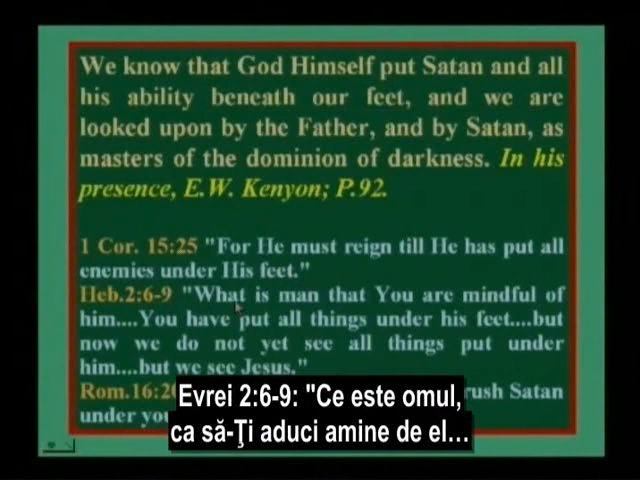 We know that God Himself put Satan and all
his ability beneath our feet, and we are
looked upon by the Father, and by Satan, as
masters of the dominion of darkness. In his
presence, E.W. Kenyon; P.92.
1 Cor. 15:25 "For He must reign till He has put all
enemies under His feet."
Heb.2:6-9 "What is man that You are mindful of
him....You have put all things under his feet....but
now we do not yet see all things put under
him....but we see Jesus."
Rom.16:20 rush Satan
under you
Evrei 2:6-9: "Ce este omul,
ca să-Ţi aduci amine de el...